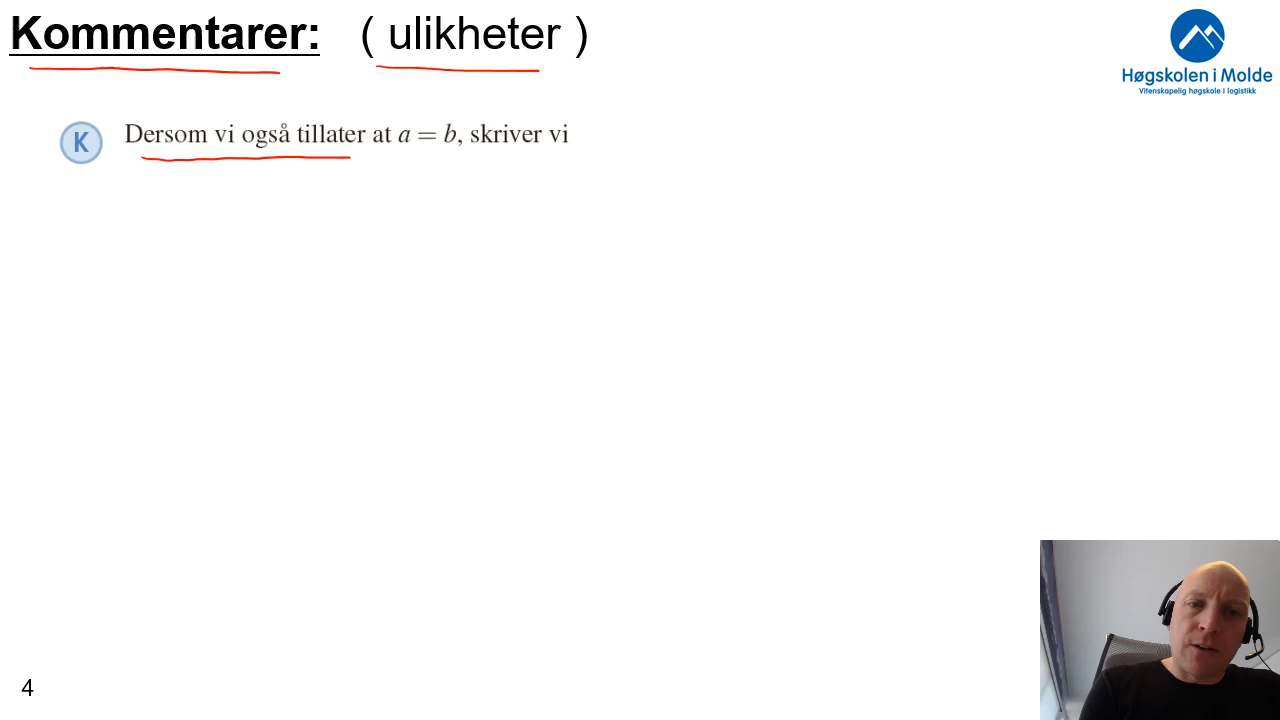 Kommentarer: ( ulikheter )
Høgskolen i Molde
Vitenskapelig høgskole i logistikk
K Dersom vi også tillater at a = b, skriver vi
4